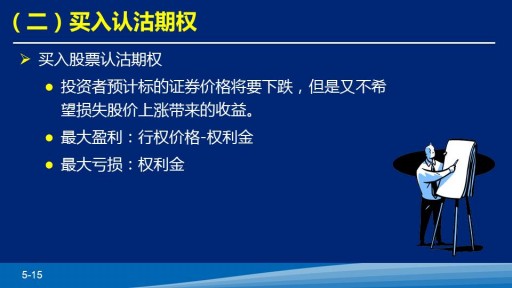 （二）买入认沽期权
买入股票认沽期权
投资者预计标的证券价格将要下跌，但是又不希
望损失股价上涨带来的收益。
最大盈利：行权价格-权利金
最大亏损：权利金
5-15